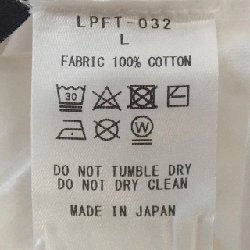 LPFT-032
L
FABRIC 100% COTTON
30
W
DO NOT TUMBLE DRY
DO NOT DRY CLEAN
MADE IN JAPAN